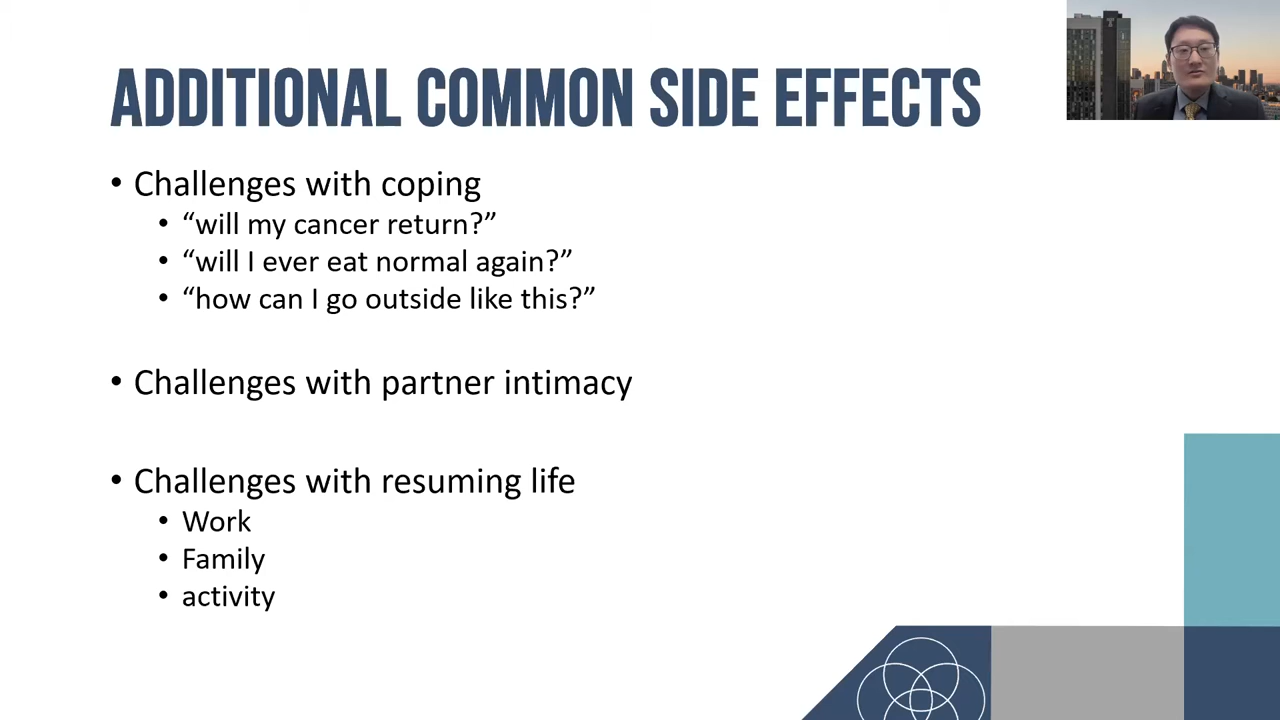 ADDITIONAL COMMON SIDE EFFECTS
• Challenges with coping
• “will my cancer return?”
• “will I ever eat normal again?”
• “how can I go outside like this?”
• Challenges with partner intimacy
• Challenges with resuming life
• Work
• Family
• activity